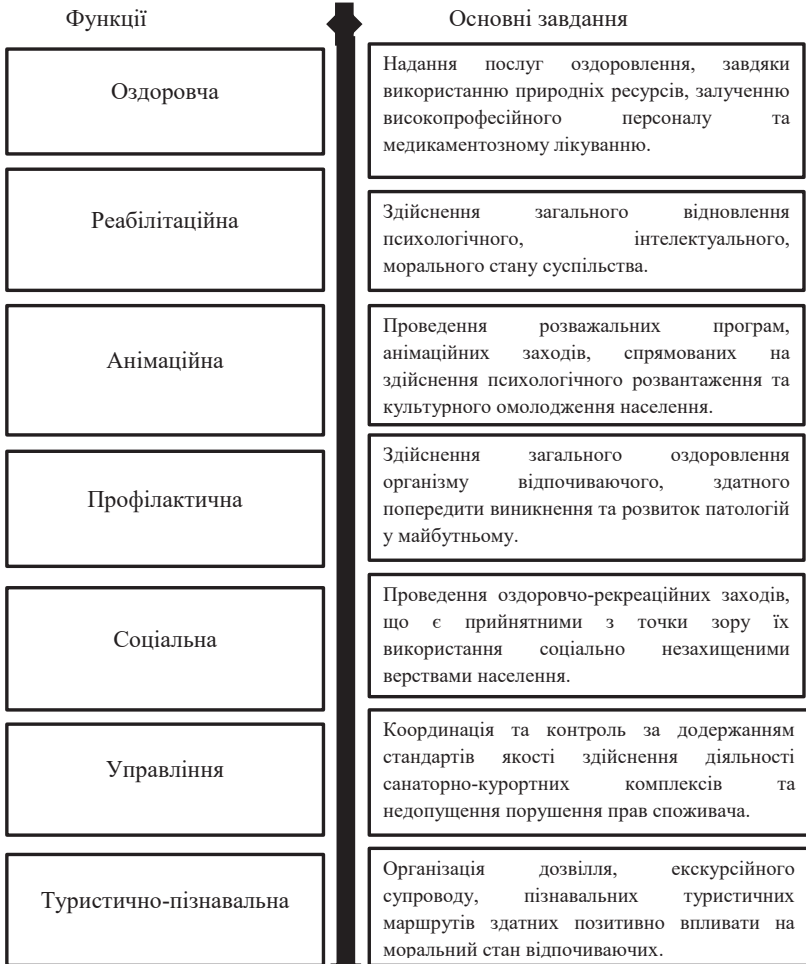 Функції
Основні завдання
Оздоровча
Надання послуг оздоровлення, завдяки
використанню природніх ресурсів, залученню
високопрофесійного персоналу та
медикаментозному лікуванню.
Реабілітаційна
Здійснення загального відновлення
психологічного, інтелектуального,
морального стану суспільства.
Анімаційна
Проведення розважальних програм,
анімаційних заходів, спрямованих на
здійснення психологічного розвантаження та
культурного омолодження населення.
Профілактична
Здійснення загального оздоровлення
організму відпочиваючого, здатного
попередити виникнення та розвиток патологій
у майбутньому.
Соціальна
Проведення оздоровчо-рекреаційних заходів,
що є прийнятними з точки зору їх
використання соціально незахищеними
верствами населення.
Управління
Координація та контроль за додержанням
стандартів якості здійснення діяльності
санаторно-курортних комплексів та
недопущення порушення прав споживача.
Туристично-пізнавальна
Організація дозвілля, екскурсійного
супроводу, пізнавальних туристичних
маршрутів здатних позитивно впливати на
моральний стан відпочиваючих.